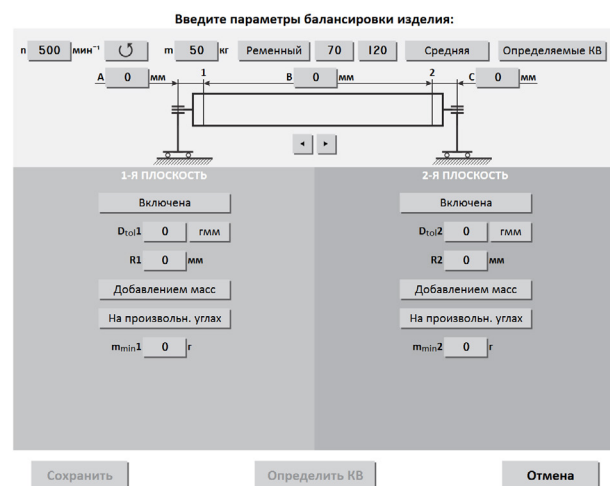 Введите параметры балансировки изделия:
n 500 мин⁻¹ m 50 кг Ременный 70 120 Средняя Определяемые КВ
A 0 мм 1 B 0 мм 2 C 0 мм
1-Я ПЛОСКОСТЬ 2-Я ПЛОСКОСТЬ
Включена Включена
Dtol1 0 гмм Dtol2 0 гмм
R1 0 мм R2 0 мм
Добавлением масс Добавлением масс
На произвольн. углах На произвольн. углах
mmin1 0 г mmin2 0 г
Сохранить Определить КВ Отмена